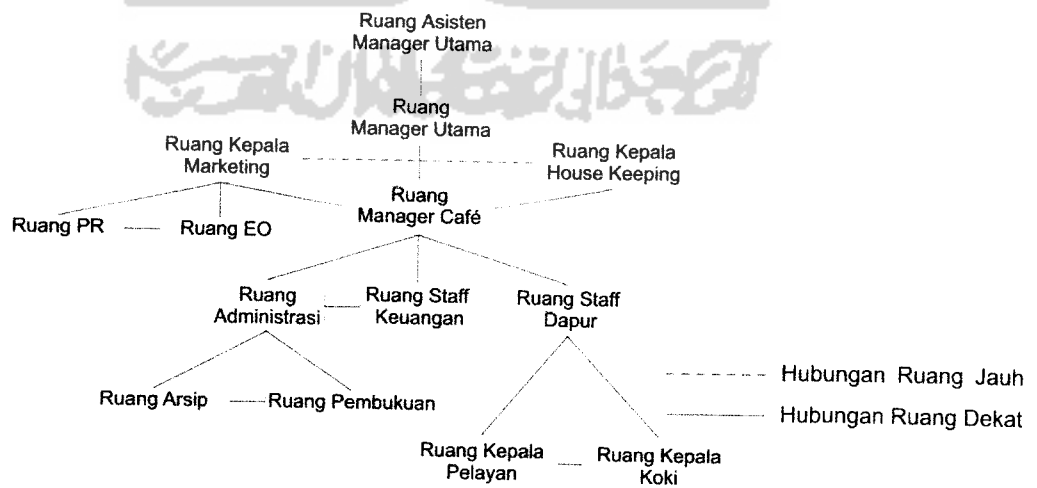 Ruang Asisten
Manager Utama
Ruang
Manager Utama
Ruang Kepala
Marketing
Ruang Kepala
House Keeping
Ruang
Manager Café
Ruang PR
Ruang EO
Ruang
Administrasi
Ruang Staff
Keuangan
Ruang Staff
Dapur
Ruang Arsip
Ruang Pembukuan
Hubungan Ruang Jauh
Hubungan Ruang Dekat
Ruang Kepala
Pelayan
Ruang Kepala
Koki